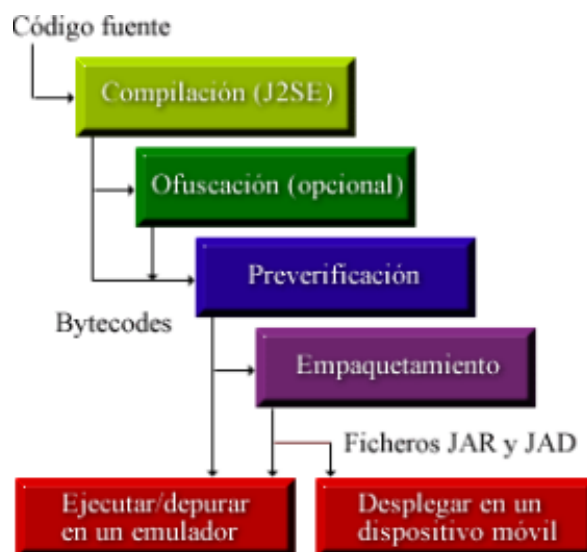 Código fuente
Compilación (J2SE)
Ofuscación (opcional)
Preverificación
Bytecodes
Empaquetamiento
Ficheros JAR y JAD
Ejecutar/depurar
en un emulador
Desplegar en un
dispositivo móvil